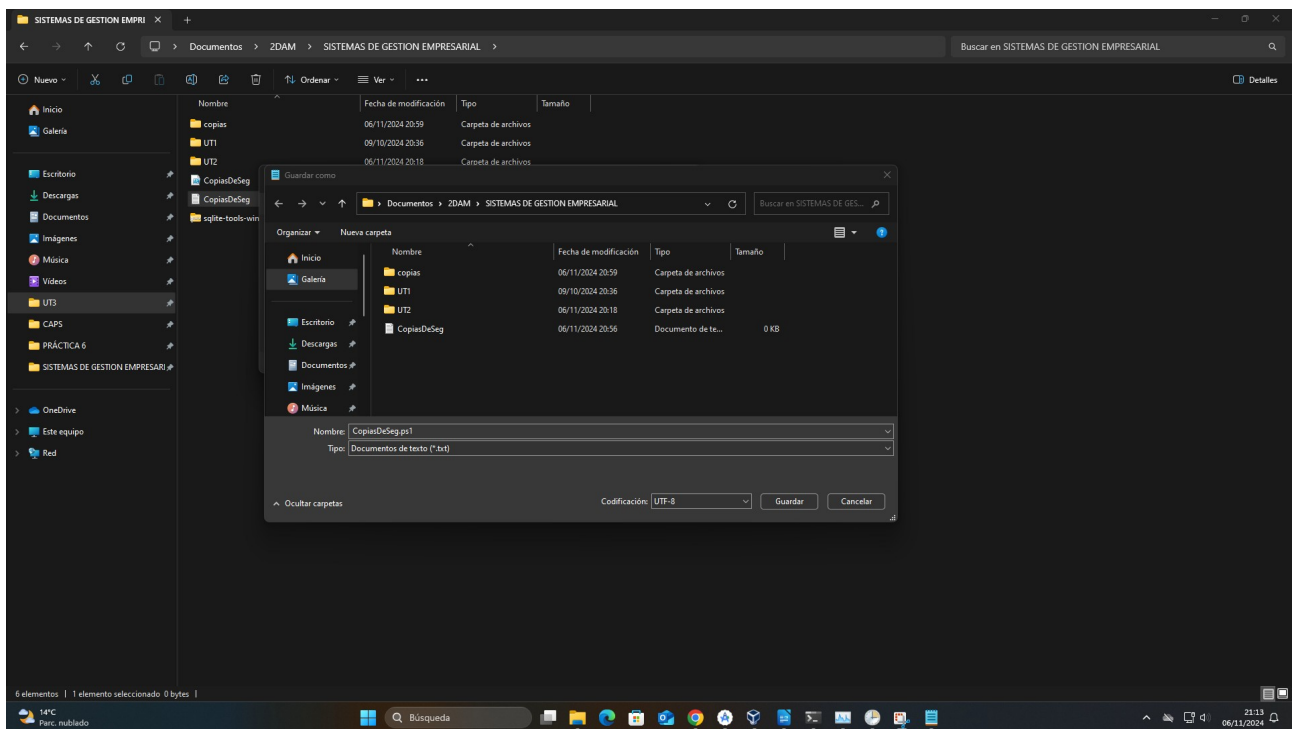 SISTEMAS DE GESTION EMPRI
Documentos > 2DAM > SISTEMAS DE GESTION EMPRESARIAL >
Buscar en SISTEMAS DE GESTION EMPRESARIAL
Nuevo
Ordenar
Ver
Detalles
Nombre Fecha de modificación Tipo Tamaño
copias 06/11/2024 20:59 Carpeta de archivos
UT1 09/10/2024 20:36 Carpeta de archivos
UT2 06/11/2024 20:18 Carpeta de archivos
CopiasDeSeg
CopiasDeSeg
sqlite-tools-win
Inicio
Galería
Escritorio
Descargas
Documentos
Imágenes
Música
Vídeos
UT3
CAPS
PRÁCTICA 6
SISTEMAS DE GESTION EMPRESARI
OneDrive
Este equipo
Red
Guardar como
Documentos > 2DAM > SISTEMAS DE GESTION EMPRESARIAL
Buscar en SISTEMAS DE GES...
Organizar
Nueva carpeta
Inicio
Galería
Escritorio
Descargas
Documentos
Imágenes
Música
Nombre Fecha de modificación Tipo Tamaño
copias 06/11/2024 20:59 Carpeta de archivos
UT1 09/10/2024 20:36 Carpeta de archivos
UT2 06/11/2024 20:18 Carpeta de archivos
CopiasDeSeg 06/11/2024 20:56 Documento de te... 0 KB
Nombre: CopiasDeSeg.ps1
Tipo: Documentos de texto (*.txt)
Ocultar carpetas
Codificación: UTF-8
Guardar
Cancelar
6 elementos | 1 elemento seleccionado 0 bytes |
14°C
Parc. nublado
Búsqueda
21:13
06/11/2024